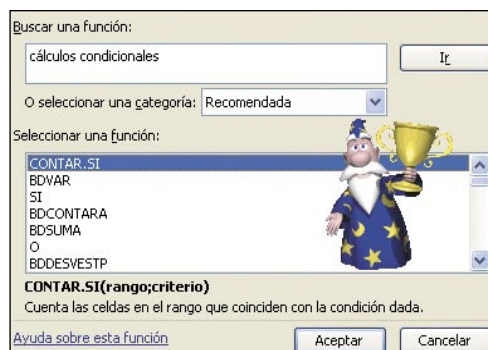 Buscar una función:
cálculos condicionales
Ir
O seleccionar una categoría: Recomendada
Seleccionar una función:
CONTAR.SI
BDVAR
SI
BDCONTARA
BDSUMA
O
BDDESVESTP
CONTAR.SI(rango;criterio)
Cuenta las celdas en el rango que coinciden con la condición dada.
Ayuda sobre esta función
Aceptar
Cancelar